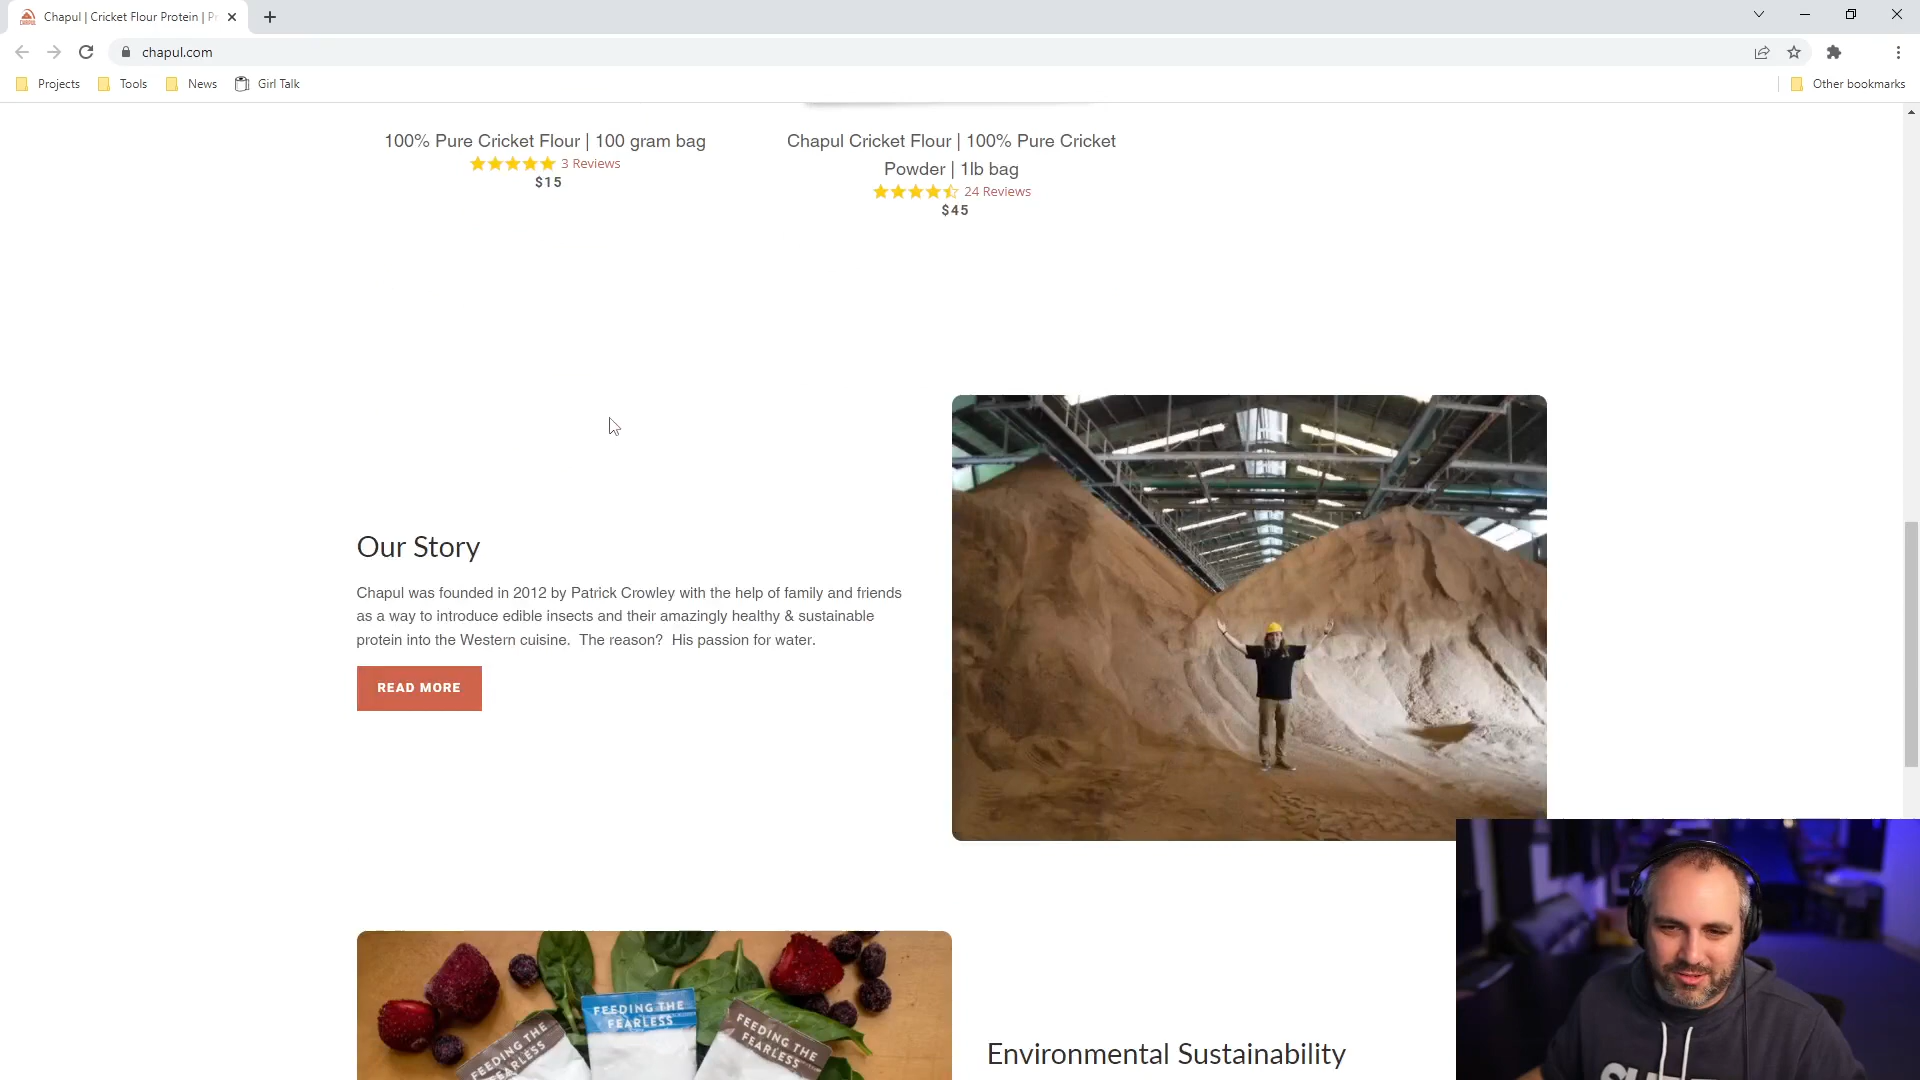 Chapul | Cricket Flour Protein | P
chapul.com
Projects
Tools
News
Girl Talk
Other bookmarks
100% Pure Cricket Flour | 100 gram bag
3 Reviews
$15
Chapul Cricket Flour | 100% Pure Cricket
Powder | 1lb bag
24 Reviews
$45
Our Story
Chapul was founded in 2012 by Patrick Crowley with the help of family and friends
as a way to introduce edible insects and their amazingly healthy & sustainable
protein into the Western cuisine.  The reason?  His passion for water.
READ MORE
FEEDING THE
FEARLESS
FEEDING THE
FEARLESS
FEEDING THE
FEARLESS
Environmental Sustainability